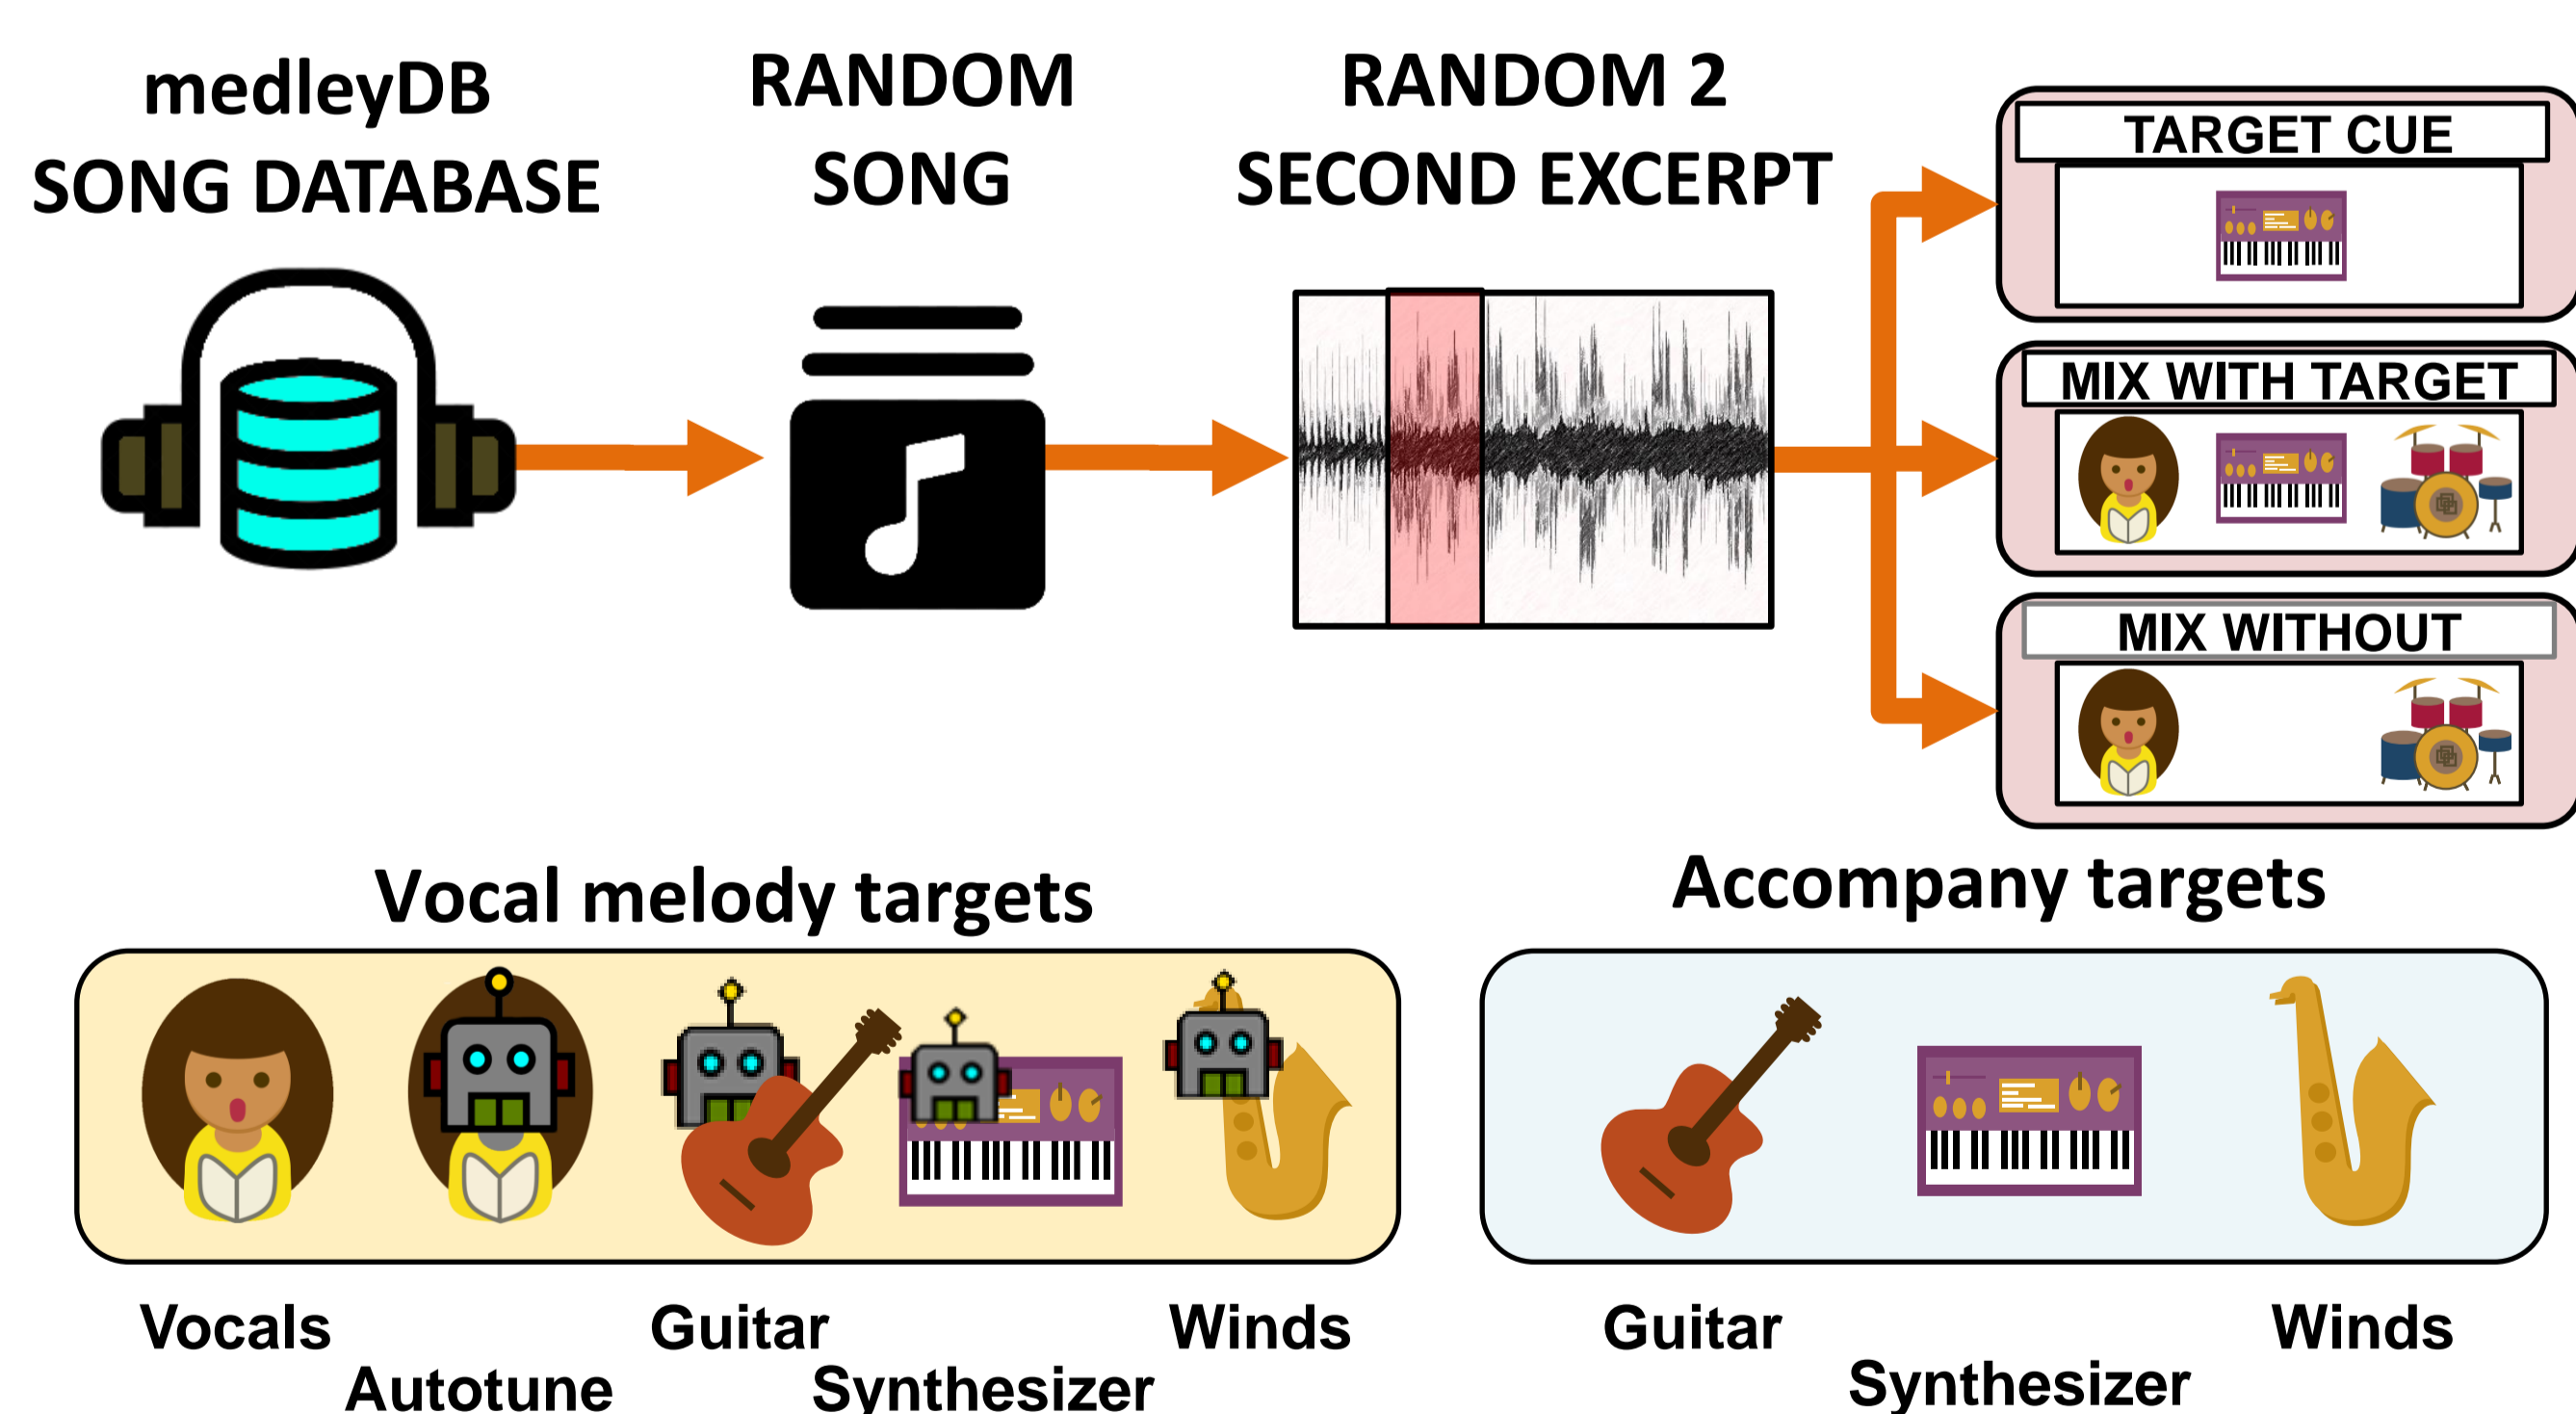 medleyDB
SONG DATABASE
RANDOM
SONG
RANDOM 2
SECOND EXCERPT
TARGET CUE
MIX WITH TARGET
MIX WITHOUT
Vocal melody targets
Vocals
Autotune
Guitar
Synthesizer
Winds
Accompany targets
Guitar
Synthesizer
Winds